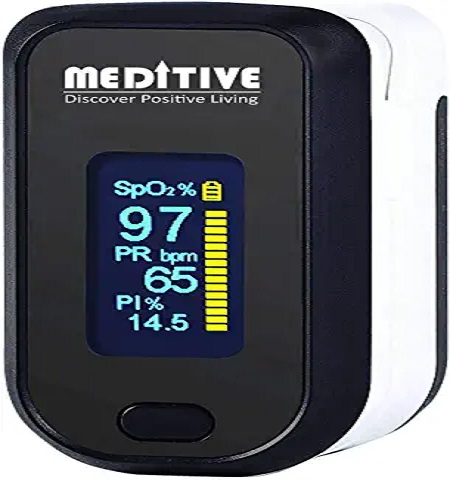 MEDITIVE
Discover Positive Living
SpO₂%
97
PR bpm
65
PI%
14.5